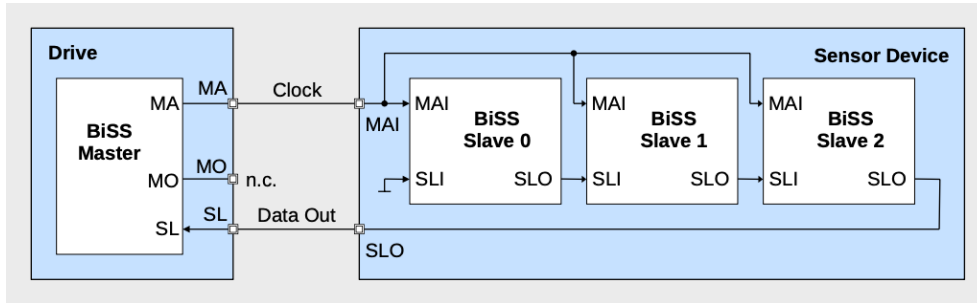 Drive
Sensor Device
MA
Clock
MA
MAI
BiSS
Master
MAI
BiSS
Slave 0
MAI
BiSS
Slave 1
MAI
BiSS
Slave 2
MO
MO
n.c.
SLI
SLO
SLI
SLO
SLI
SLO
SL
SL
Data Out
SLO